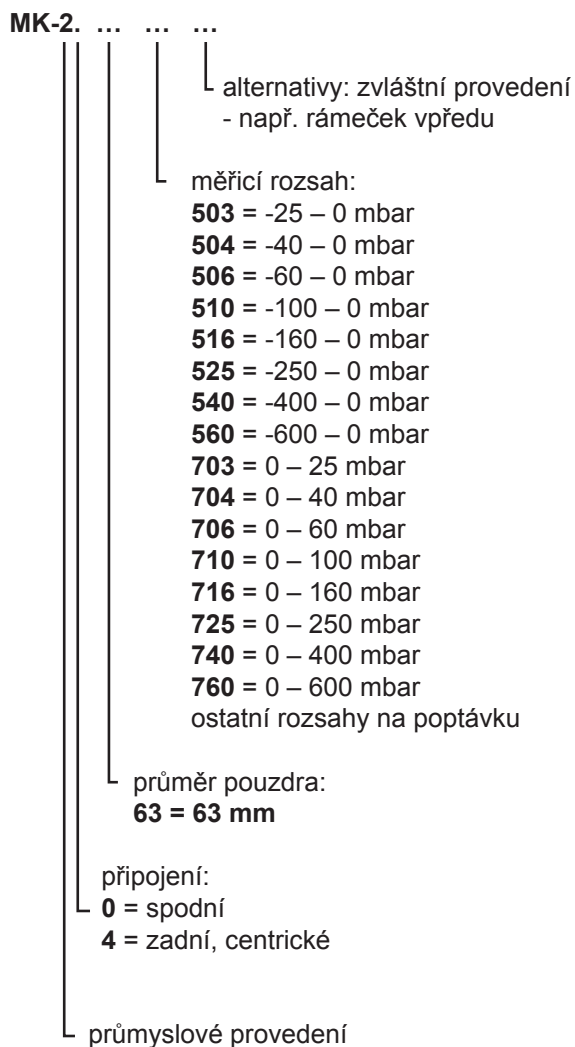 MK-2. … … …
alternativy: zvláštní provedení
- např. rámeček vpředu
měřicí rozsah:
503 = -25 – 0 mbar
504 = -40 – 0 mbar
506 = -60 – 0 mbar
510 = -100 – 0 mbar
516 = -160 – 0 mbar
525 = -250 – 0 mbar
540 = -400 – 0 mbar
560 = -600 – 0 mbar
703 = 0 – 25 mbar
704 = 0 – 40 mbar
706 = 0 – 60 mbar
710 = 0 – 100 mbar
716 = 0 – 160 mbar
725 = 0 – 250 mbar
740 = 0 – 400 mbar
760 = 0 – 600 mbar
ostatní rozsahy na poptávku
průměr pouzdra:
63 = 63 mm
připojení:
0 = spodní
4 = zadní, centrické
průmyslové provedení